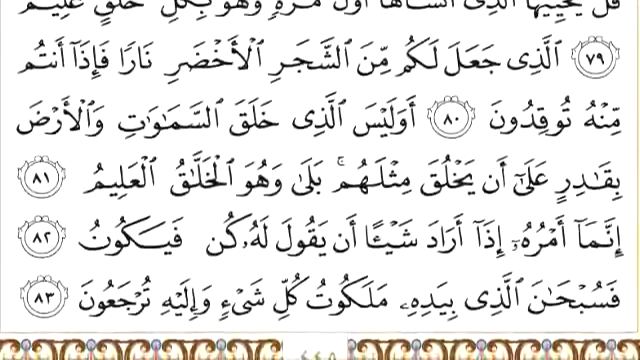 قُلْ يُحْيِيهَا ٱلَّذِىٓ أَنشَأَهَآ أَوَّلَ مَرَّةٍ وَهُوَ بِكُلِّ خَلْقٍ عَلِيمٌ
٧٩ ٱلَّذِى جَعَلَ لَكُم مِّنَ ٱلشَّجَرِ ٱلْأَخْضَرِ نَارًا فَإِذَآ أَنتُم
مِّنْهُ تُوقِدُونَ ٨٠ أَوَلَيْسَ ٱلَّذِى خَلَقَ ٱلسَّمَٰوَٰتِ وَٱلْأَرْضَ
بِقَٰدِرٍ عَلَىٰٓ أَن يَخْلُقَ مِثْلَهُم ۚ بَلَىٰ وَهُوَ ٱلْخَلَّٰقُ ٱلْعَلِيمُ ٨١
إِنَّمَآ أَمْرُهُۥٓ إِذَآ أَرَادَ شَيْـًٔا أَن يَقُولَ لَهُۥ كُن فَيَكُونُ ٨٢
فَسُبْحَٰنَ ٱلَّذِى بِيَدِهِۦ مَلَكُوتُ كُلِّ شَىْءٍ وَإِلَيْهِ تُرْجَعُونَ ٨٣
٤٤٥